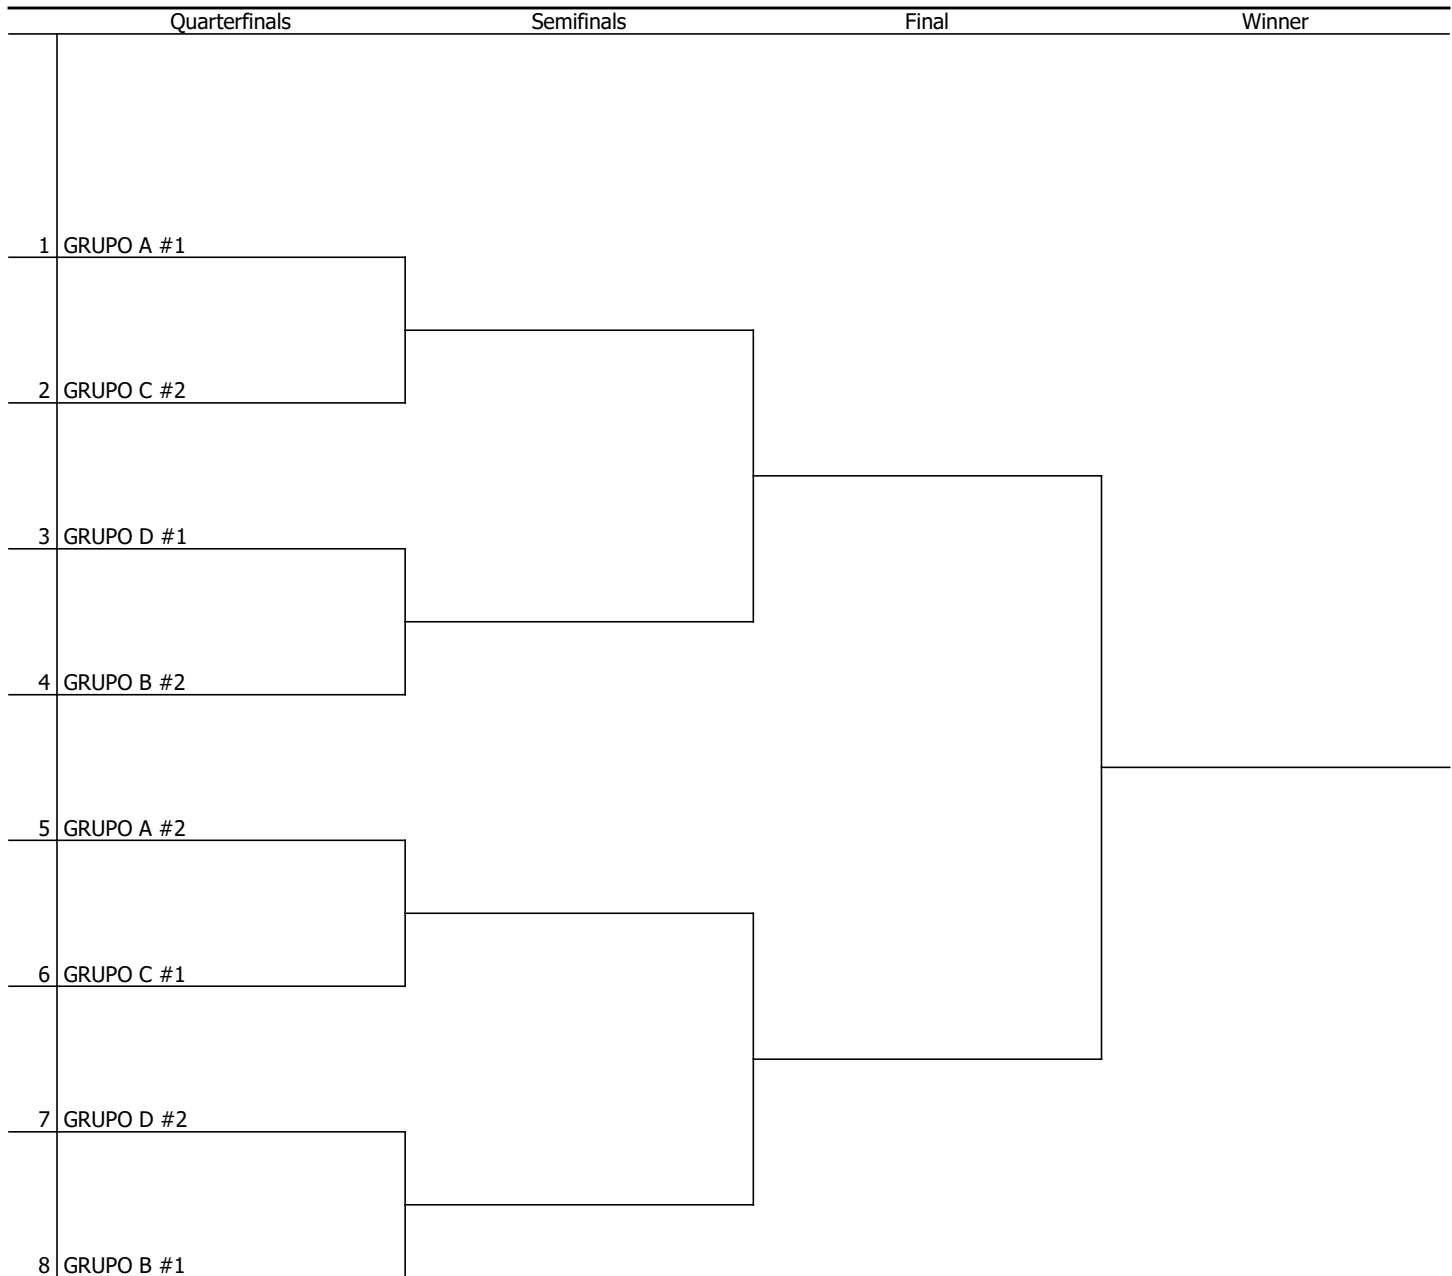 Quarterfinals Semifinals Final Winner
1 GRUPO A #1
2 GRUPO C #2
3 GRUPO D #1
4 GRUPO B #2
5 GRUPO A #2
6 GRUPO C #1
7 GRUPO D #2
8 GRUPO B #1